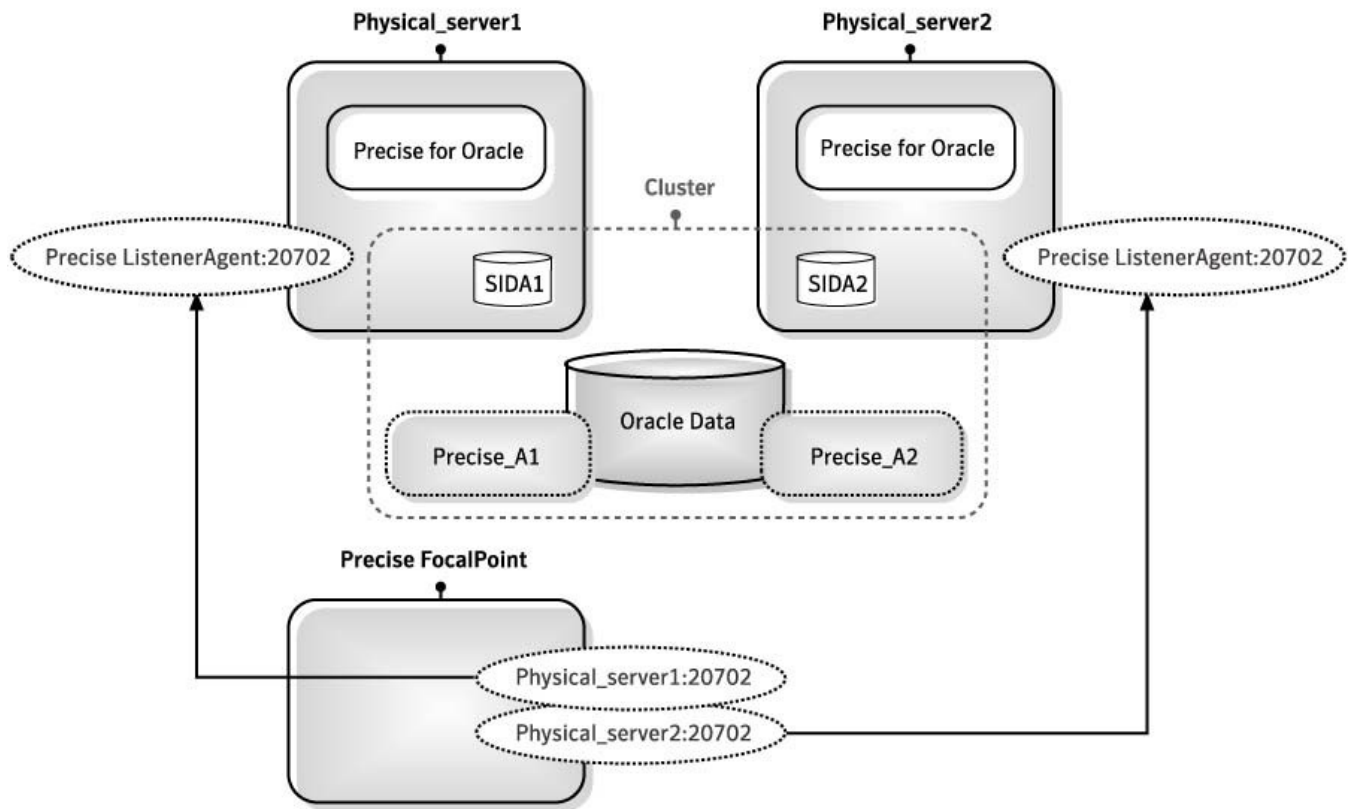 Physical_server1
Physical_server2
Precise for Oracle
Precise for Oracle
Cluster
Precise ListenerAgent:20702
Precise ListenerAgent:20702
SIDA1
SIDA2
Oracle Data
Precise_A1
Precise_A2
Precise FocalPoint
Physical_server1:20702
Physical_server2:20702